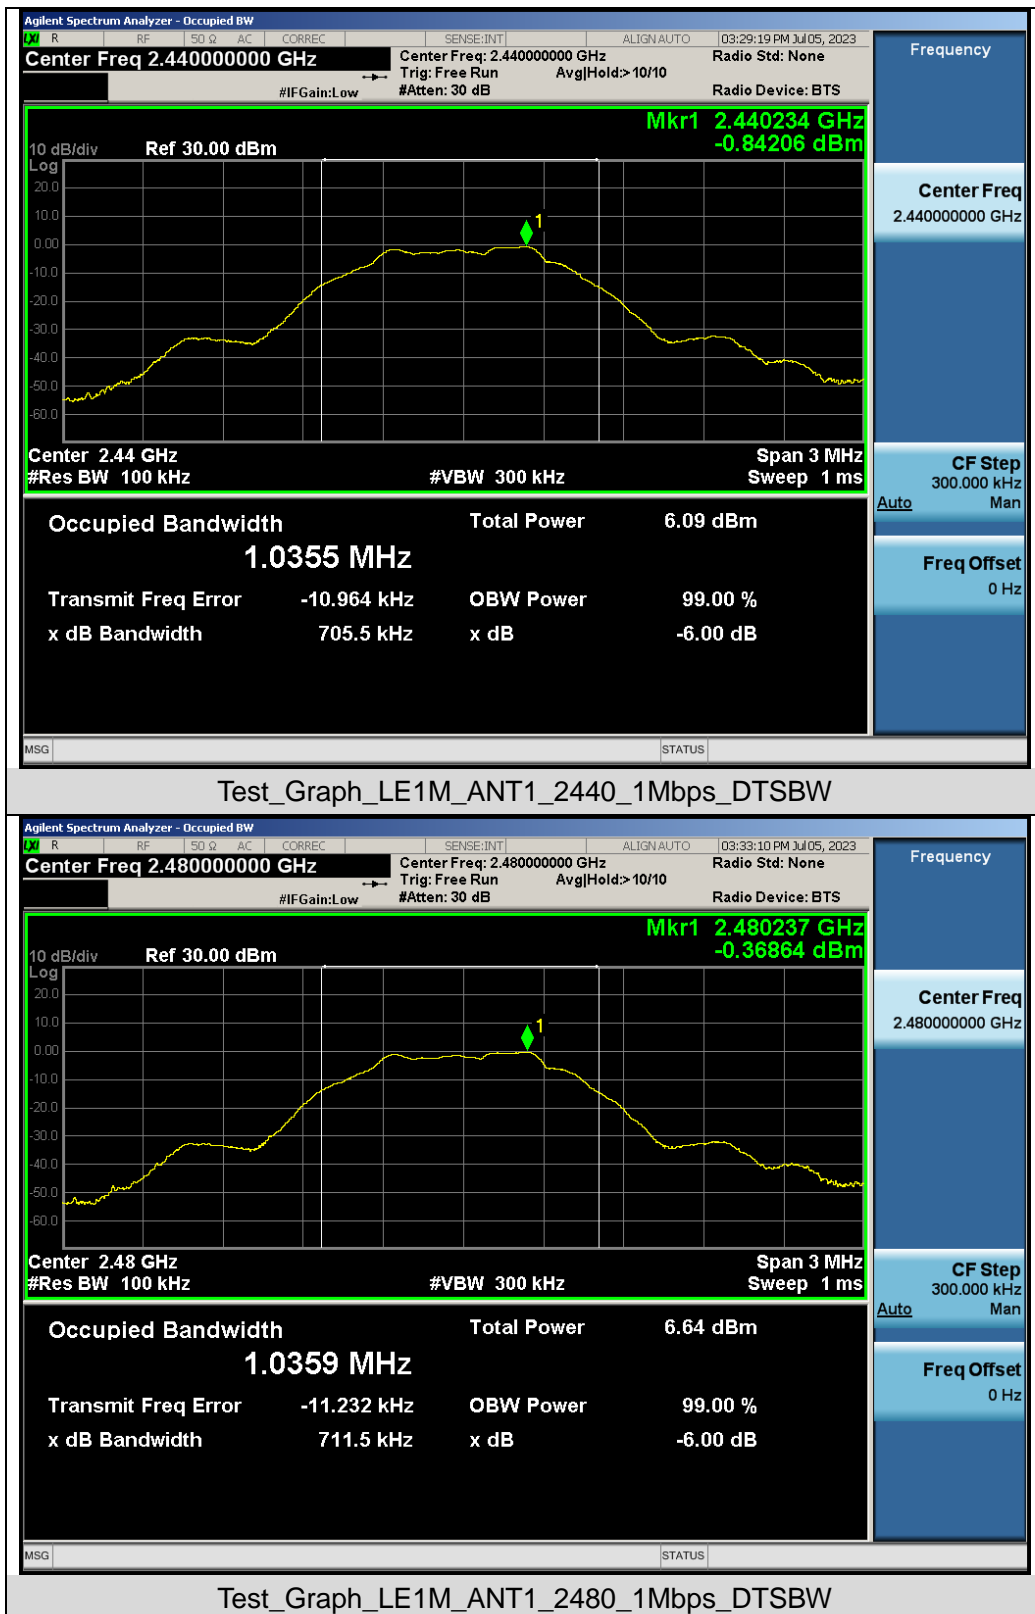 Agilent Spectrum Analyzer - Occupied BW
LXI R RF 50 Ω AC CORREC SENSE:INT ALIGN AUTO 03:29:19 PM Jul 05, 2023
Center Freq 2.440000000 GHz Center Freq: 2.440000000 GHz Radio Std: None Frequency
Trig: Free Run Avg|Hold:> 10/10
#IFGain:Low #Atten: 30 dB Radio Device: BTS
Mkr1 2.440234 GHz
10 dB/div Ref 30.00 dBm -0.84206 dBm
Log
20.0 Center Freq
10.0 1 2.440000000 GHz
0.00
-10.0
-20.0
-30.0
-40.0
-50.0
-60.0
Center 2.44 GHz Span 3 MHz
#Res BW 100 kHz #VBW 300 kHz Sweep 1 ms
CF Step
300.000 kHz
Auto Man
Occupied Bandwidth Total Power 6.09 dBm
1.0355 MHz
Freq Offset
0 Hz
Transmit Freq Error -10.964 kHz OBW Power 99.00 %
x dB Bandwidth 705.5 kHz x dB -6.00 dB
MSG STATUS
Test_Graph_LE1M_ANT1_2440_1Mbps_DTSBW
Agilent Spectrum Analyzer - Occupied BW
LXI R RF 50 Ω AC CORREC SENSE:INT ALIGN AUTO 03:33:10 PM Jul 05, 2023
Center Freq 2.480000000 GHz Center Freq: 2.480000000 GHz Radio Std: None Frequency
Trig: Free Run Avg|Hold:> 10/10
#IFGain:Low #Atten: 30 dB Radio Device: BTS
Mkr1 2.480237 GHz
10 dB/div Ref 30.00 dBm -0.36864 dBm
Log
20.0 Center Freq
10.0 1 2.480000000 GHz
0.00
-10.0
-20.0
-30.0
-40.0
-50.0
-60.0
Center 2.48 GHz Span 3 MHz
#Res BW 100 kHz #VBW 300 kHz Sweep 1 ms
CF Step
300.000 kHz
Auto Man
Occupied Bandwidth Total Power 6.64 dBm
1.0359 MHz
Freq Offset
0 Hz
Transmit Freq Error -11.232 kHz OBW Power 99.00 %
x dB Bandwidth 711.5 kHz x dB -6.00 dB
MSG STATUS
Test_Graph_LE1M_ANT1_2480_1Mbps_DTSBW